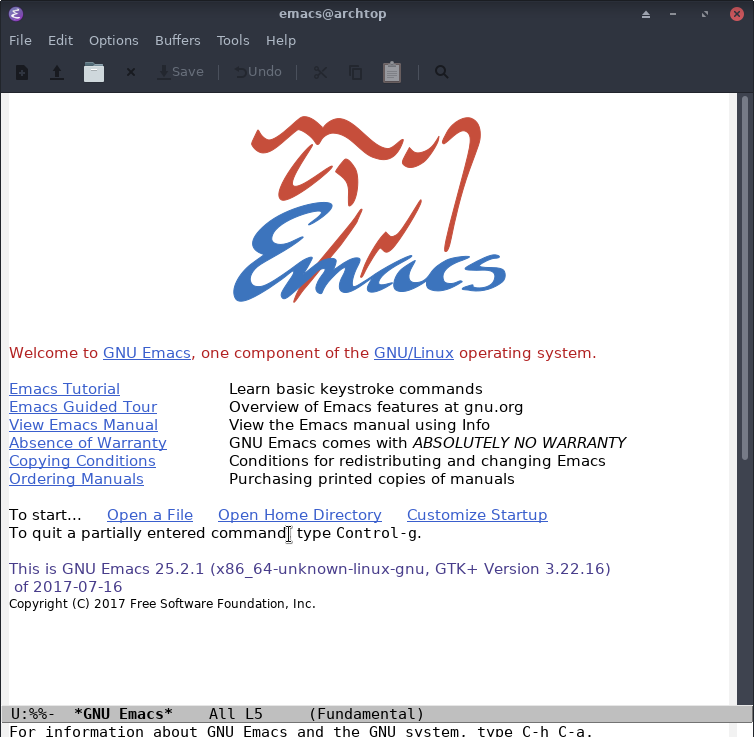 emacs@archtop
File Edit Options Buffers Tools Help
Save Undo
Emacs
Welcome to GNU Emacs, one component of the GNU/Linux operating system.
Emacs Tutorial Learn basic keystroke commands
Emacs Guided Tour Overview of Emacs features at gnu.org
View Emacs Manual View the Emacs manual using Info
Absence of Warranty GNU Emacs comes with ABSOLUTELY NO WARRANTY
Copying Conditions Conditions for redistributing and changing Emacs
Ordering Manuals Purchasing printed copies of manuals
To start... Open a File Open Home Directory Customize Startup
To quit a partially entered command, type Control-g.
This is GNU Emacs 25.2.1 (x86_64-unknown-linux-gnu, GTK+ Version 3.22.16)
of 2017-07-16
Copyright (C) 2017 Free Software Foundation, Inc.
U:%%- *GNU Emacs* All L5 (Fundamental)
For information about GNU Emacs and the GNU system, type C-h C-a.